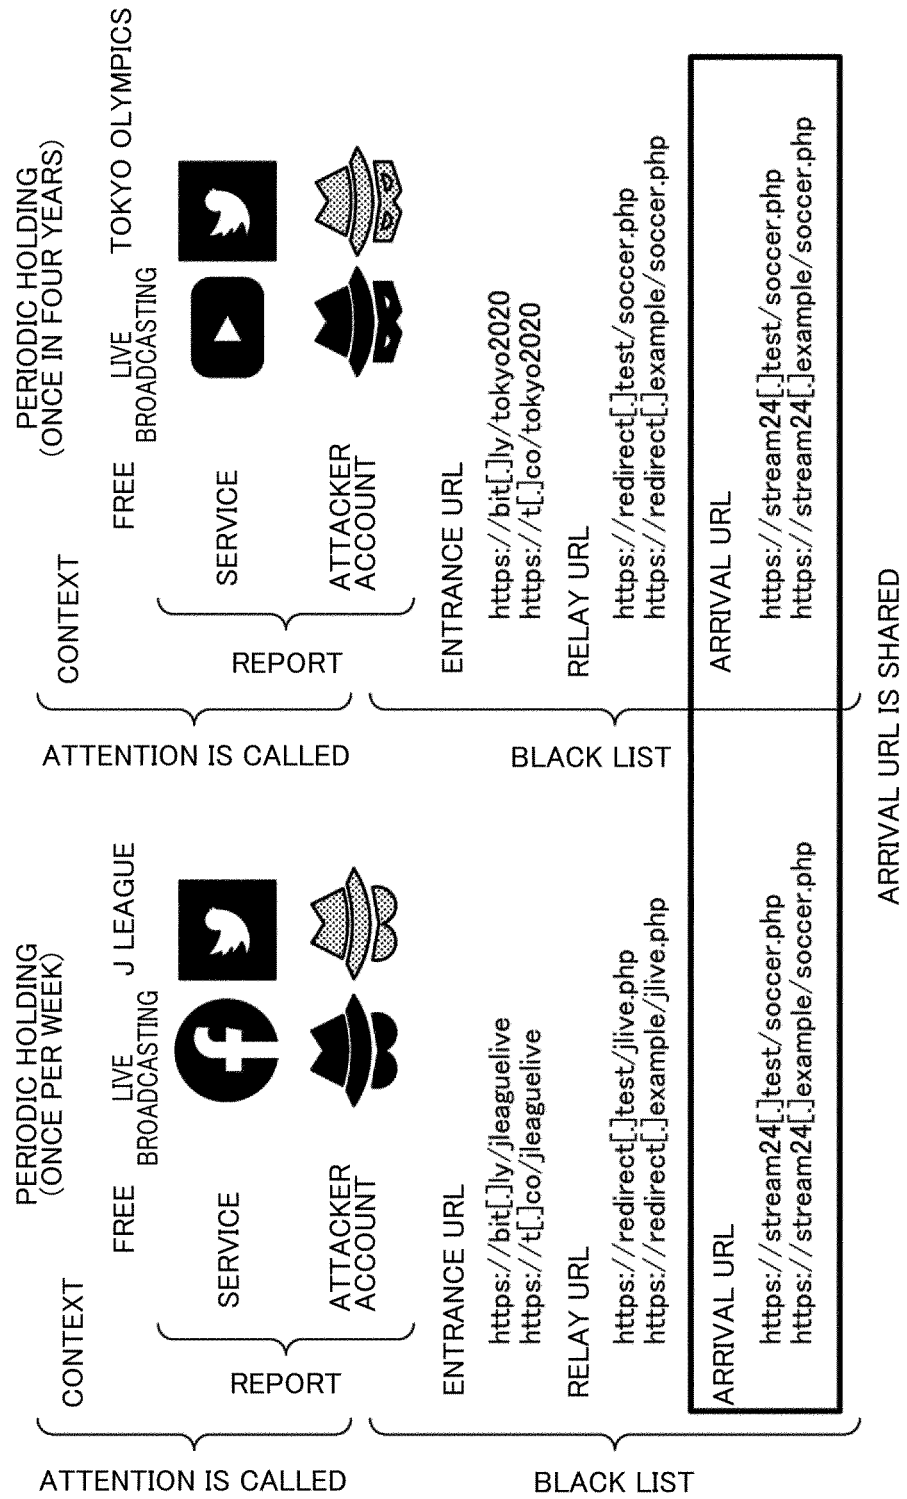 PERIODIC HOLDING
(ONCE PER WEEK)
CONTEXT
FREE
LIVE
BROADCASTING
J LEAGUE
SERVICE
ATTACKER
ACCOUNT
REPORT
ATTENTION IS CALLED
ENTRANCE URL
https://bit[.]ly/jleaguelive
https://t[.]co/jleaguelive
RELAY URL
https://redirect[.]test/jlive.php
https://redirect[.]example/jlive.php
BLACK LIST
ARRIVAL URL
https://stream24[.]test/soccer.php
https://stream24[.]example/soccer.php
PERIODIC HOLDING
(ONCE IN FOUR YEARS)
CONTEXT
FREE
LIVE
BROADCASTING
TOKYO OLYMPICS
SERVICE
ATTACKER
ACCOUNT
REPORT
ATTENTION IS CALLED
ENTRANCE URL
https://bit[.]ly/tokyo2020
https://t[.]co/tokyo2020
RELAY URL
https://redirect[.]test/soccer.php
https://redirect[.]example/soccer.php
BLACK LIST
ARRIVAL URL
https://stream24[.]test/soccer.php
https://stream24[.]example/soccer.php
ARRIVAL URL IS SHARED